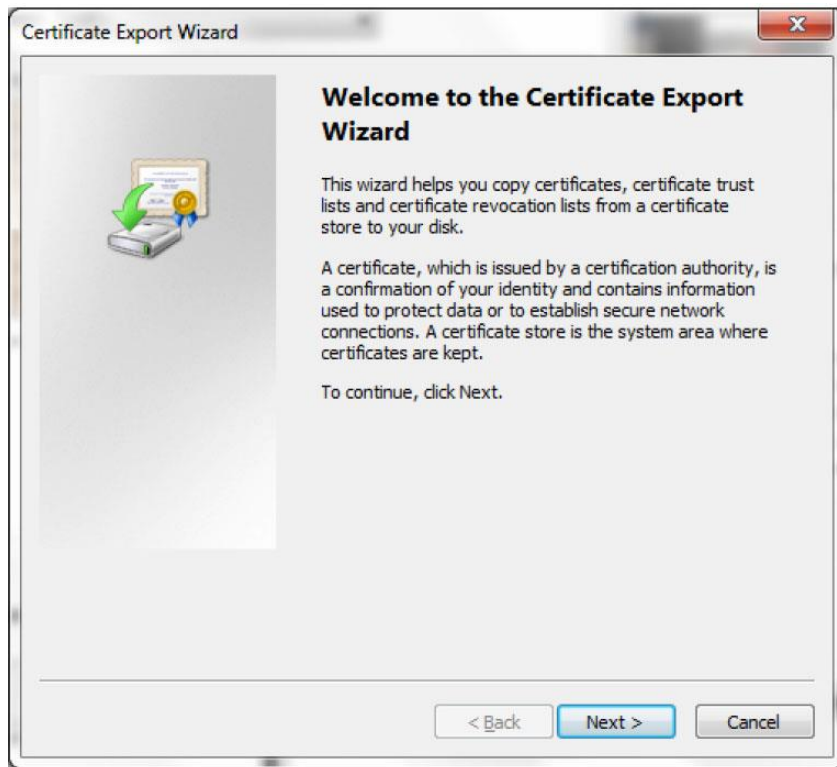 Certificate Export Wizard
Welcome to the Certificate Export
Wizard
This wizard helps you copy certificates, certificate trust
lists and certificate revocation lists from a certificate
store to your disk.
A certificate, which is issued by a certification authority, is
a confirmation of your identity and contains information
used to protect data or to establish secure network
connections. A certificate store is the system area where
certificates are kept.
To continue, click Next.
< Back
Next >
Cancel